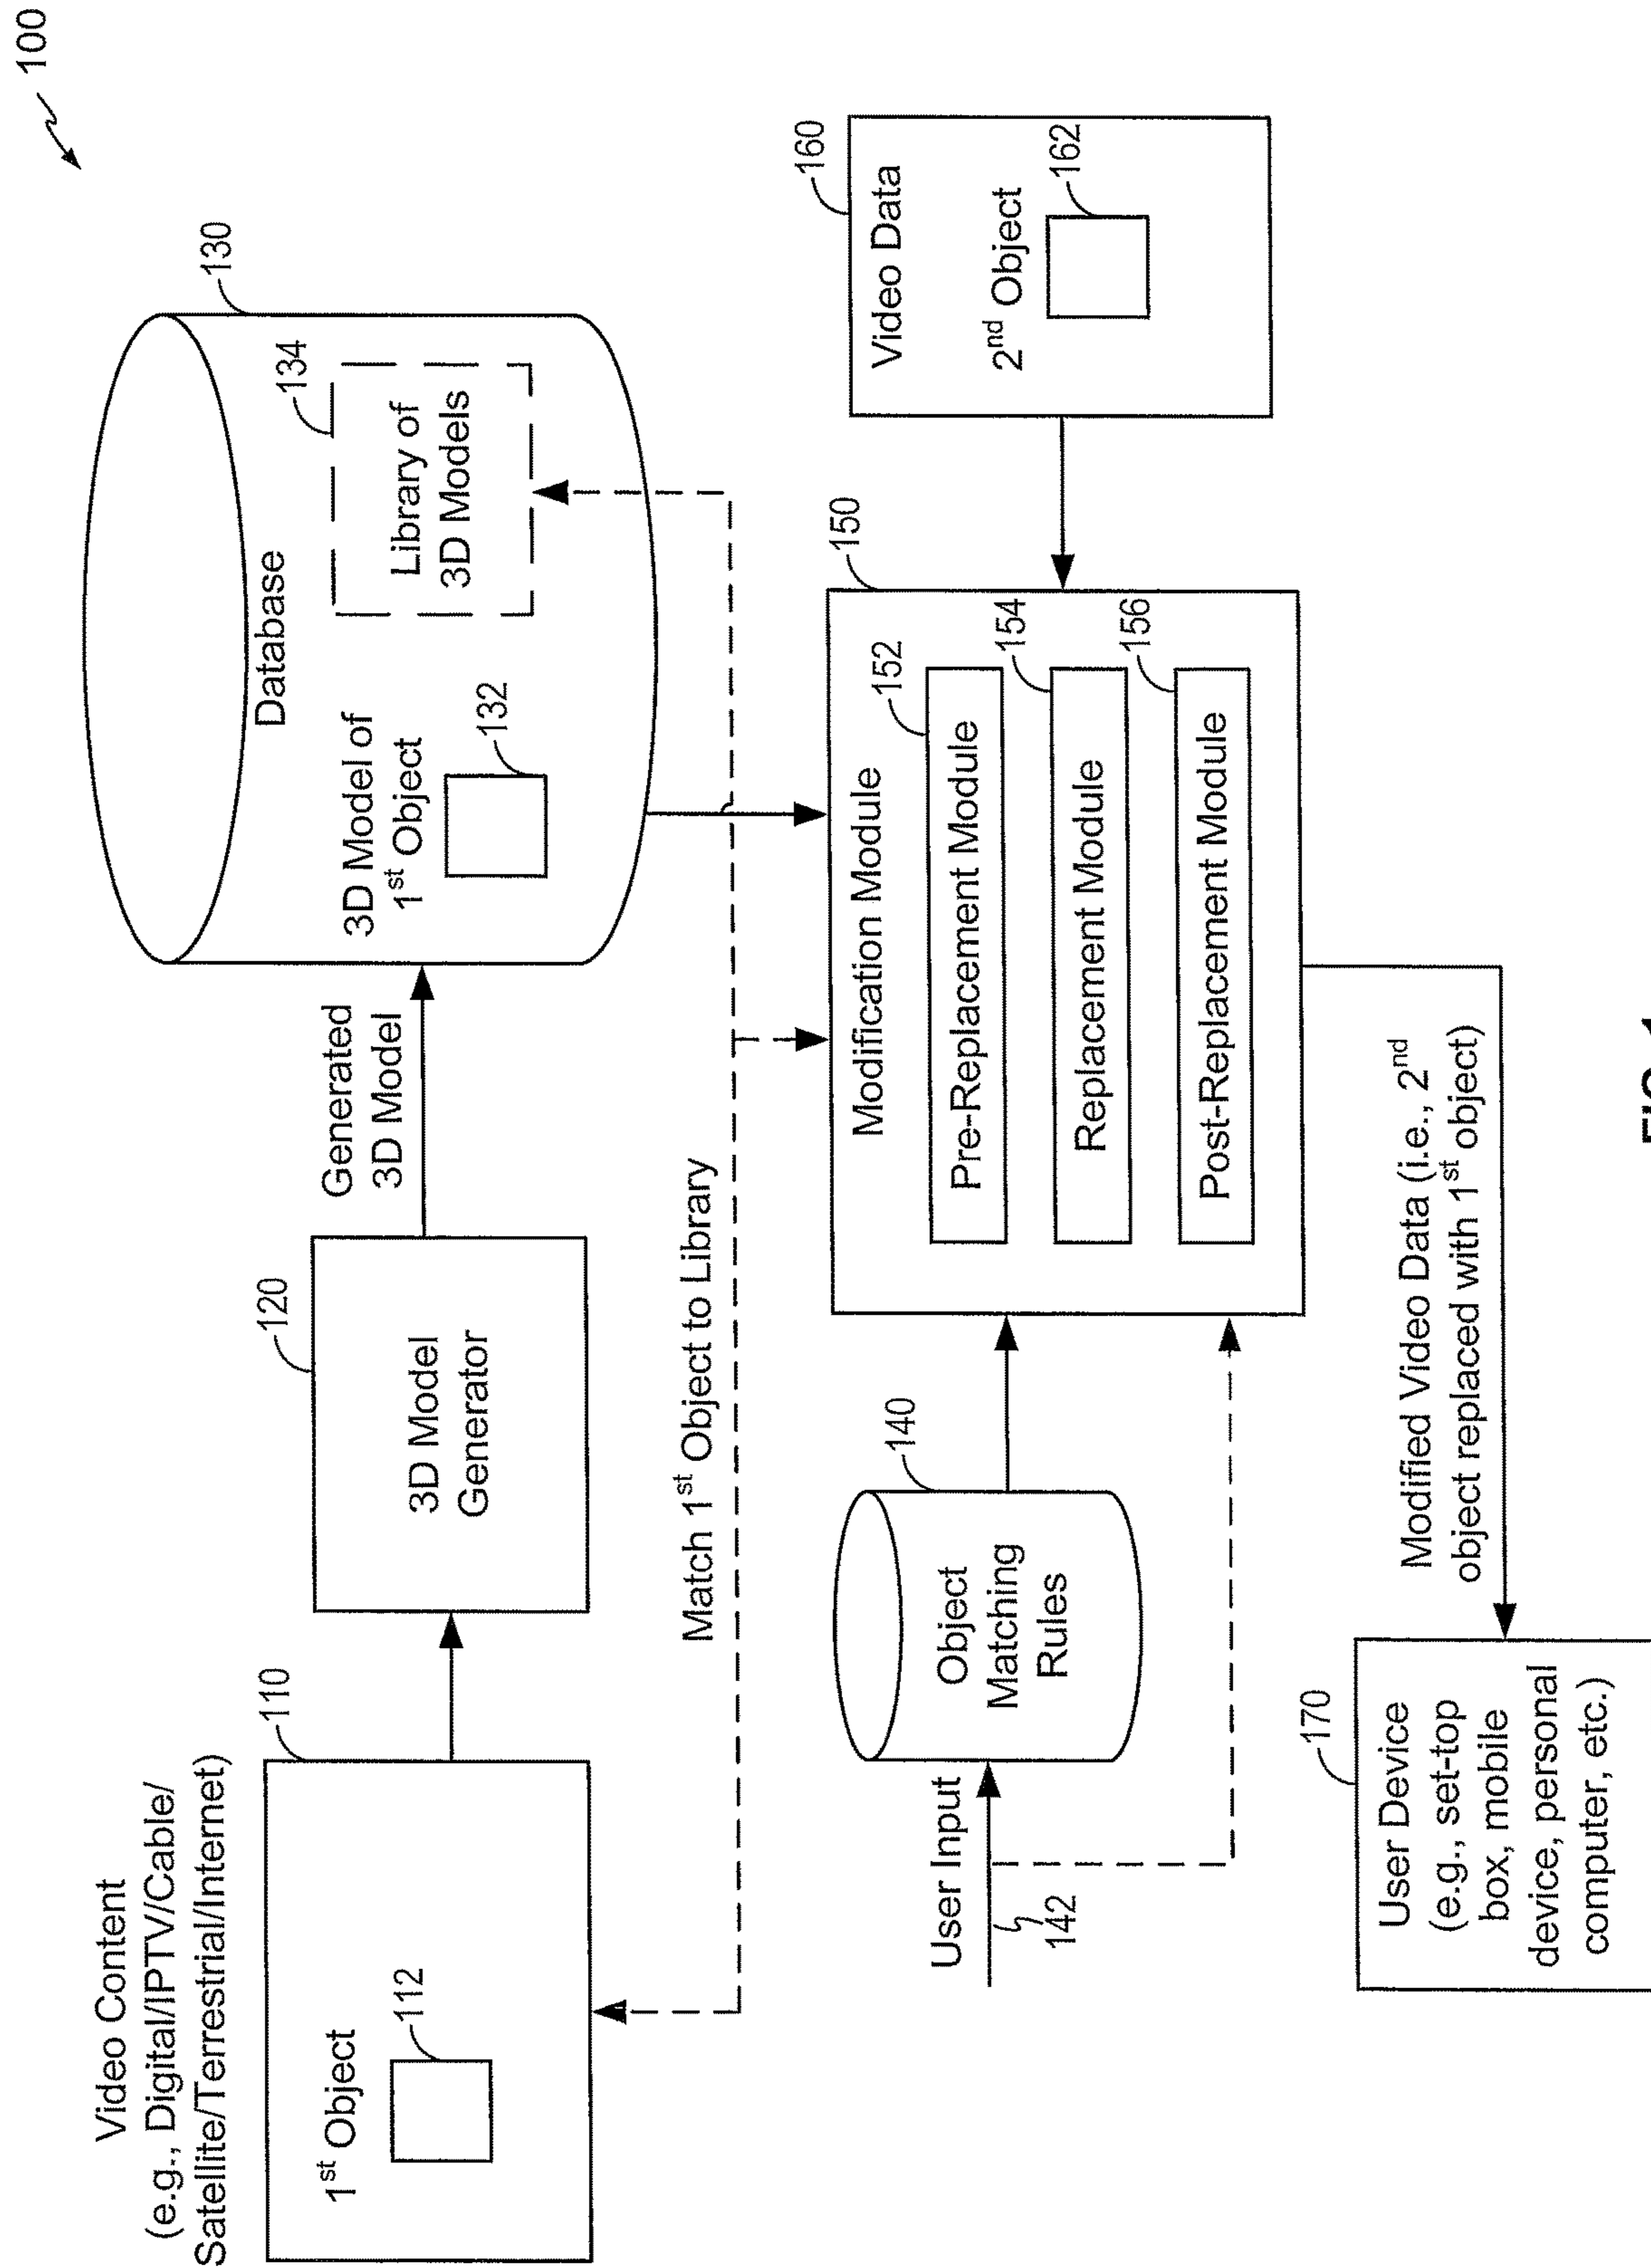 100
Video Content
(e.g., Digital/IPTV/Cable/
Satellite/Terrestrial/Internet)
110
1st Object
112
120
3D Model
Generator
Generated
3D Model
130
Database
3D Model of
1st Object
132
134
Library of
3D Models
Match 1st Object to Library
User Input
142
140
Object
Matching
Rules
150
Modification Module
152
Pre-Replacement Module
154
Replacement Module
156
Post-Replacement Module
160
Video Data
2nd Object
162
Modified Video Data (i.e., 2nd
object replaced with 1st object)
170
User Device
(e.g., set-top
box, mobile
device, personal
computer, etc.)